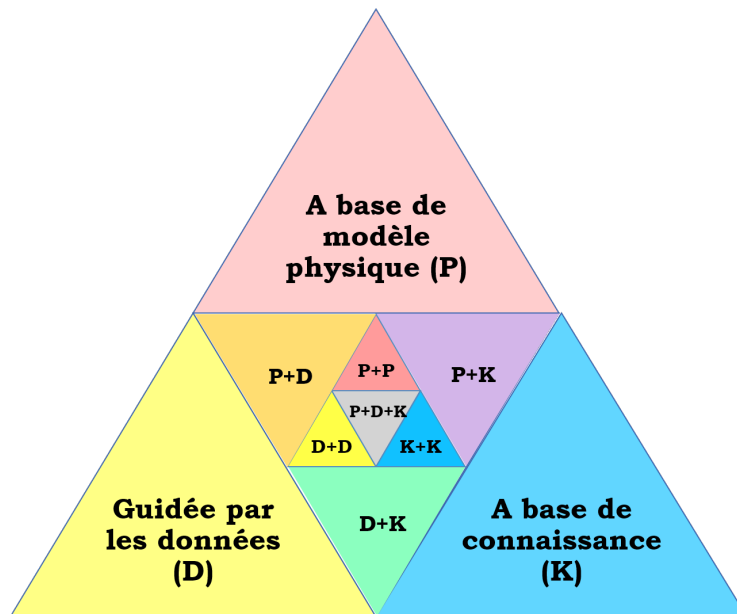 A base de
modèle
physique (P)
P+D
P+P
P+K
P+D+K
D+D
K+K
Guidée par
les données
(D)
D+K
A base de
connaissance
(K)